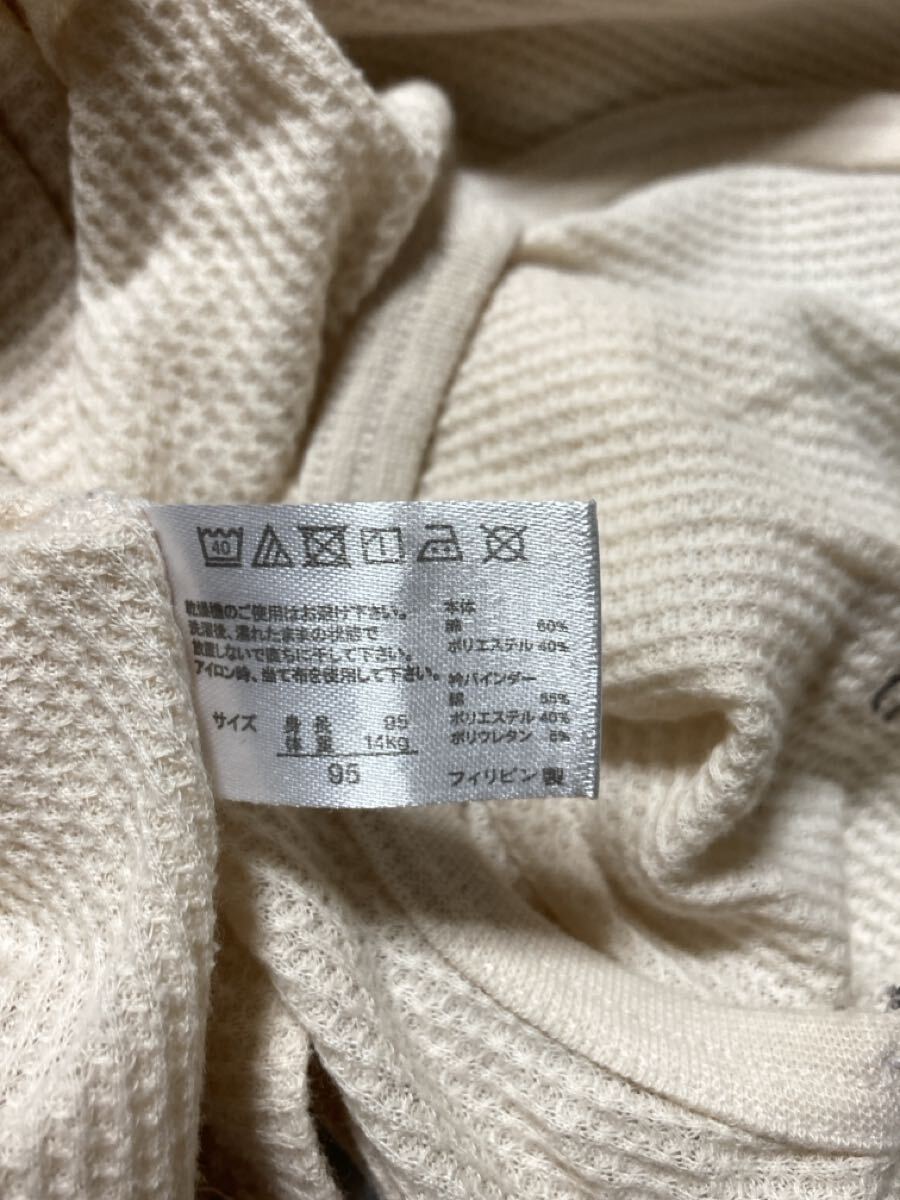 40
乾燥機のご使用はお避け下さい。
洗濯後、濡れたままの状態で
放置しないで直ちに干して下さい。
アイロン時、当て布を使用して下さい。
サイズ 身長 95
体重 14kg
95
本体
綿 60%
ポリエステル 40%
衿バインダー
綿 55%
ポリエステル 40%
ポリウレタン 5%
フィリピン製